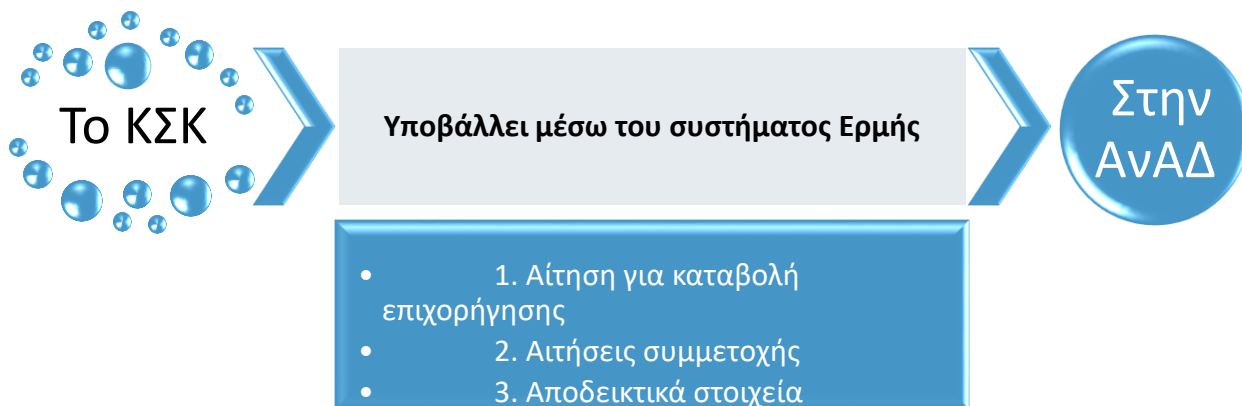 Το ΚΣΚ
Υποβάλλει μέσω του συστήματος Ερμής
Στην
ΑνΑΔ
• 1. Αίτηση για καταβολή
επιχορήγησης
• 2. Αιτήσεις συμμετοχής
• 3. Αποδεικτικά στοιχεία